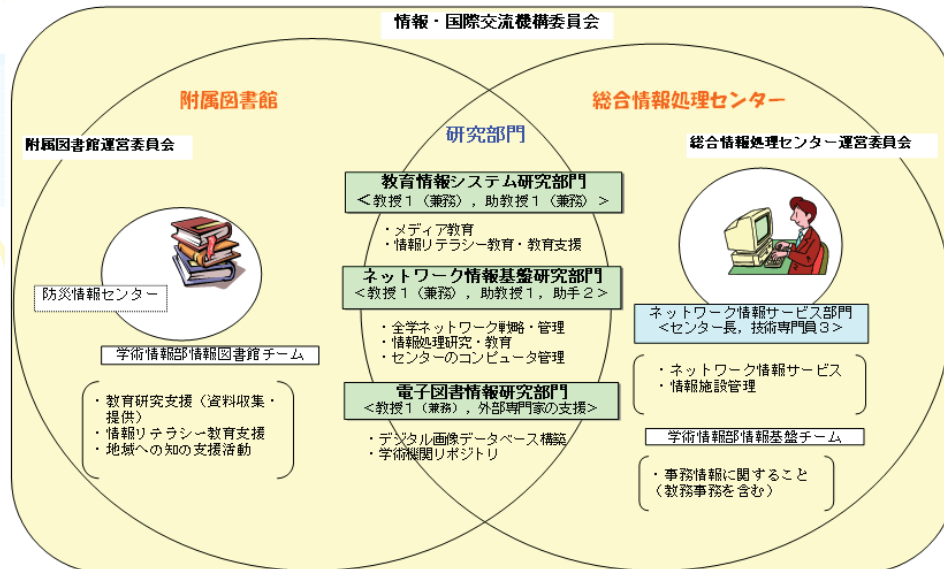 情報・国際交流機構委員会
附属図書館
総合情報処理センター
研究部門
附属図書館運営委員会
総合情報処理センター運営委員会
教育情報システム研究部門
<教授1(兼務),助教授1(兼務)>
・メディア教育
・情報リテラシー教育・教育支援
防災情報センター
ネットワーク情報基盤研究部門
<教授1(兼務),助教授1,助手2>
・全学ネットワーク戦略・管理
・情報処理研究・教育
・センターのコンピュータ管理
ネットワーク情報サービス部門
<センター長,技術専門員3>
・ネットワーク情報サービス
・情報施設管理
学術情報部情報図書館チーム
・教育研究支援(資料収集・
提供)
・情報リテラシー教育支援
・地域への知の支援活動
電子図書情報研究部門
<教授1(兼務),外部専門家の支援>
・デジタル画像データベース構築
・学術機関リポジトリ
学術情報部情報基盤チーム
・事務情報に関すること
(教務事務を含む)